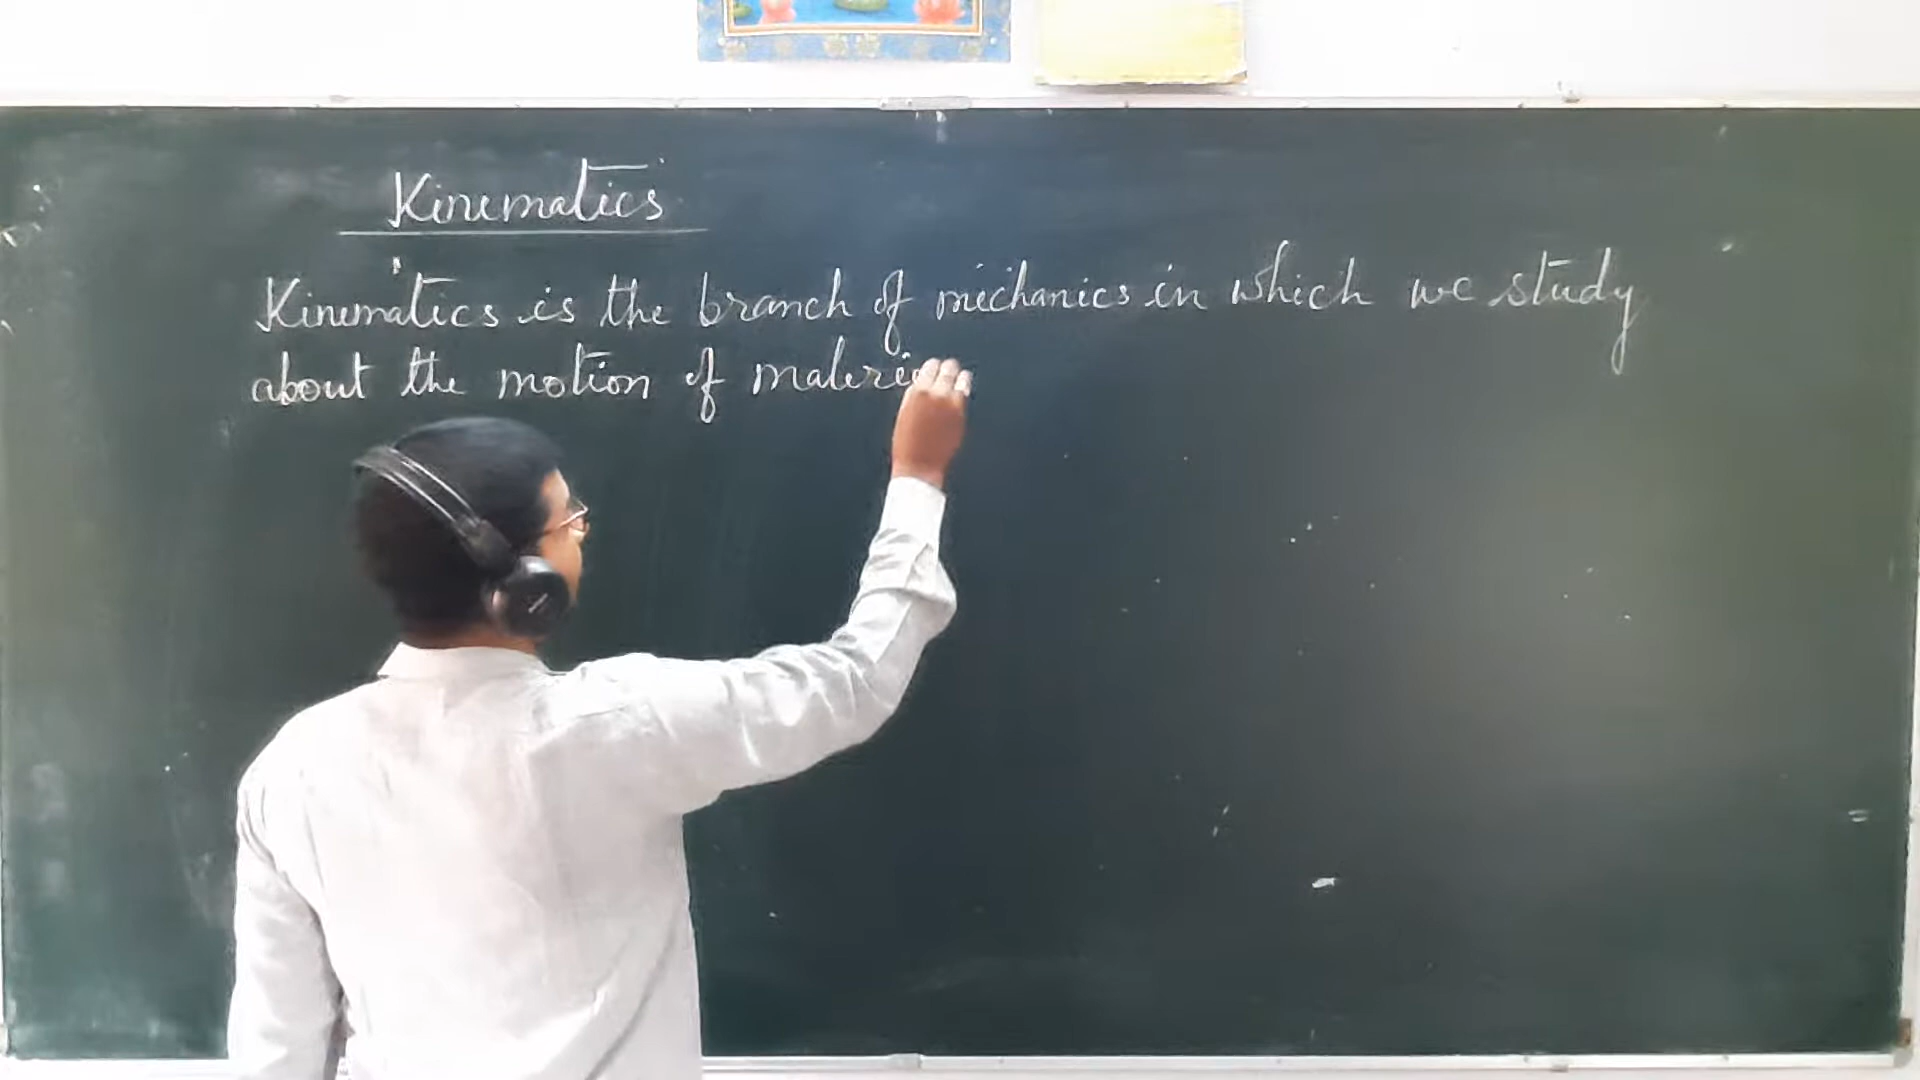 Kinematics
Kinematics is the branch of mechanics in which we study
about the motion of materi